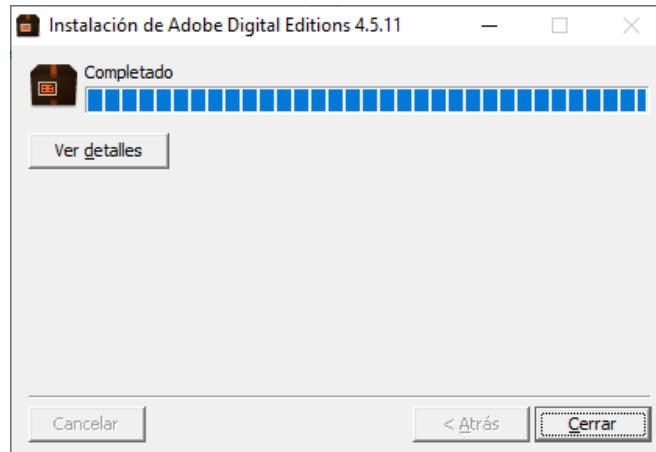 Instalación de Adobe Digital Editions 4.5.11
Completado
Ver detalles
Cancelar
< Atrás
Cerrar